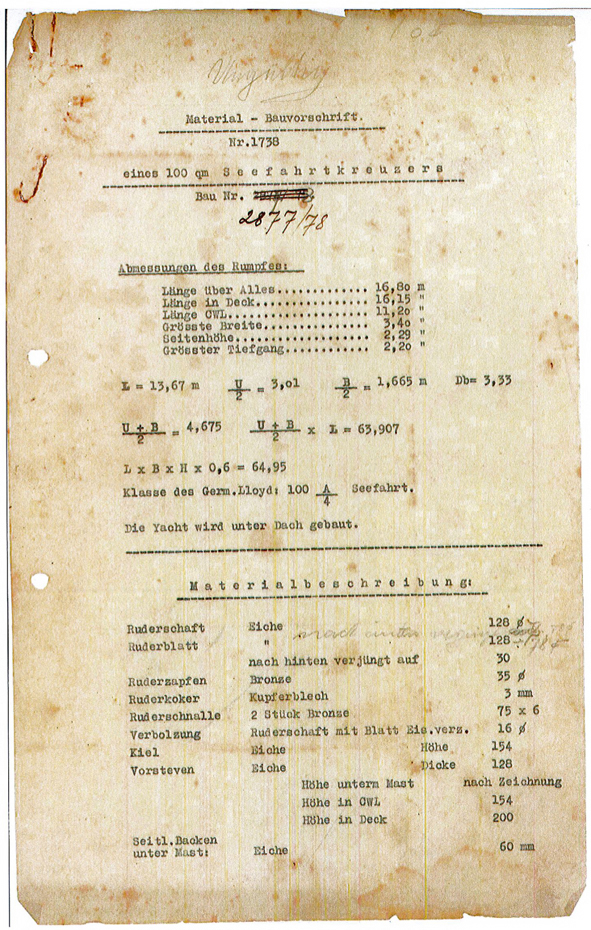 Material - Bauvorschrift.
Nr.1738
eines 100 qm Seefahrtkreuzers
Bau Nr.
2877/78
Abmessungen des Rumpfes:
Länge über Alles............. 16,80 m
Länge in Deck................ 16,15 "
Länge CWL.................... 11,20 "
Grösste Breite............... 3,40 "
Seitenhöhe................... 2,29 "
Grösster Tiefgang............ 2,20 "
L = 13,67 m U/2 = 3,01 B/2 = 1,665 m Db= 3,33
U + B/2 = 4,675 U + B/2 x L = 63,907
L x B x H x 0,6 = 64,95
Klasse des Germ.Lloyd: 100 A/4 Seefahrt.
Die Yacht wird unter Dach gebaut.
Materialbeschreibung:
Ruderschaft Eiche 128 ø
Ruderblatt " 128
nach hinten verjüngt auf 30
Ruderzapfen Bronze 35 ø
Ruderkoker Kupferblech 3 mm
Ruderschnalle 2 Stück Bronze 75 x 6
Verbolzung Ruderschaft mit Blatt Eis.verz. 16 ø
Kiel Eiche Höhe 154
Vorsteven Eiche Dicke 128
Höhe unterm Mast nach Zeichnung
Höhe in CWL 154
Höhe in Deck 200
Seitl.Backen
unter Mast: Eiche 60 mm